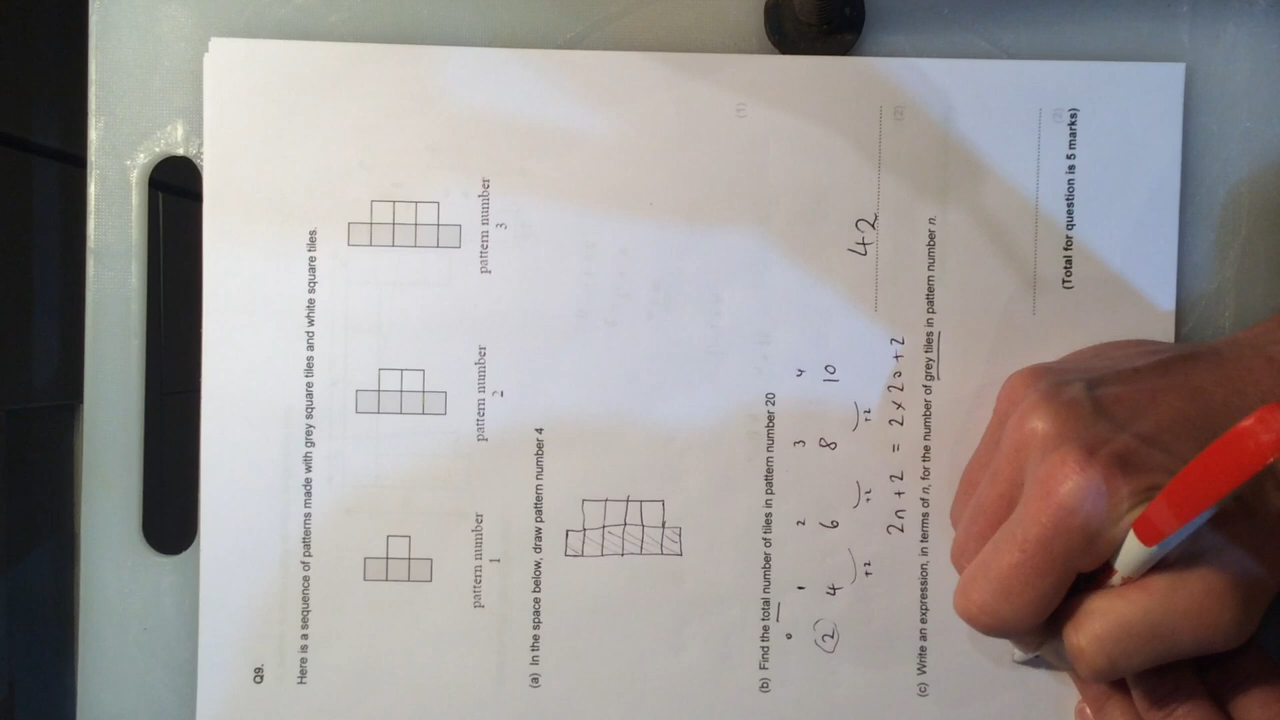 Q9.
Here is a sequence of patterns made with grey square tiles and white square tiles.
pattern number pattern number pattern number
1 2 3
(a) In the space below, draw pattern number 4
(1)
(b) Find the total number of tiles in pattern number 20
0 1 2 3 4
(2) 4 6 8 10
+2 +2 +2
42
2n + 2 = 2 × 20 + 2
(2)
(c) Write an expression, in terms of n, for the number of grey tiles in pattern number n.
(2)
(Total for question is 5 marks)